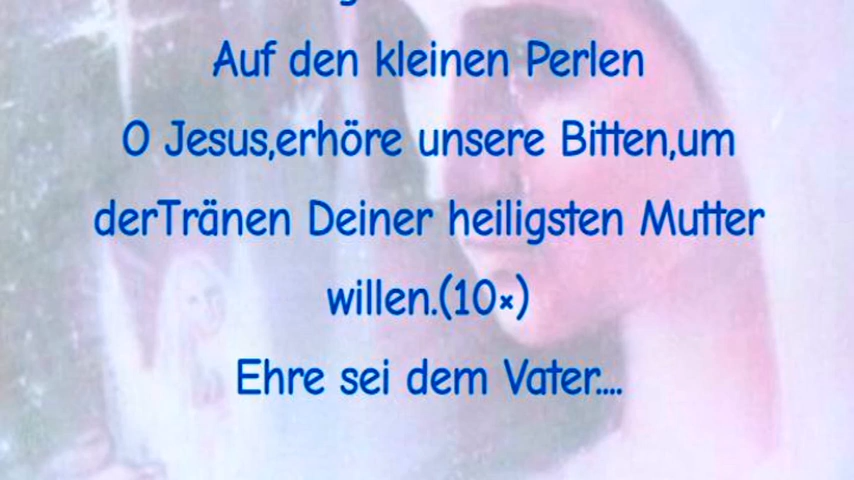 Auf den kleinen Perlen
O Jesus,erhöre unsere Bitten,um
derTränen Deiner heiligsten Mutter
willen.(10×)
Ehre sei dem Vater....